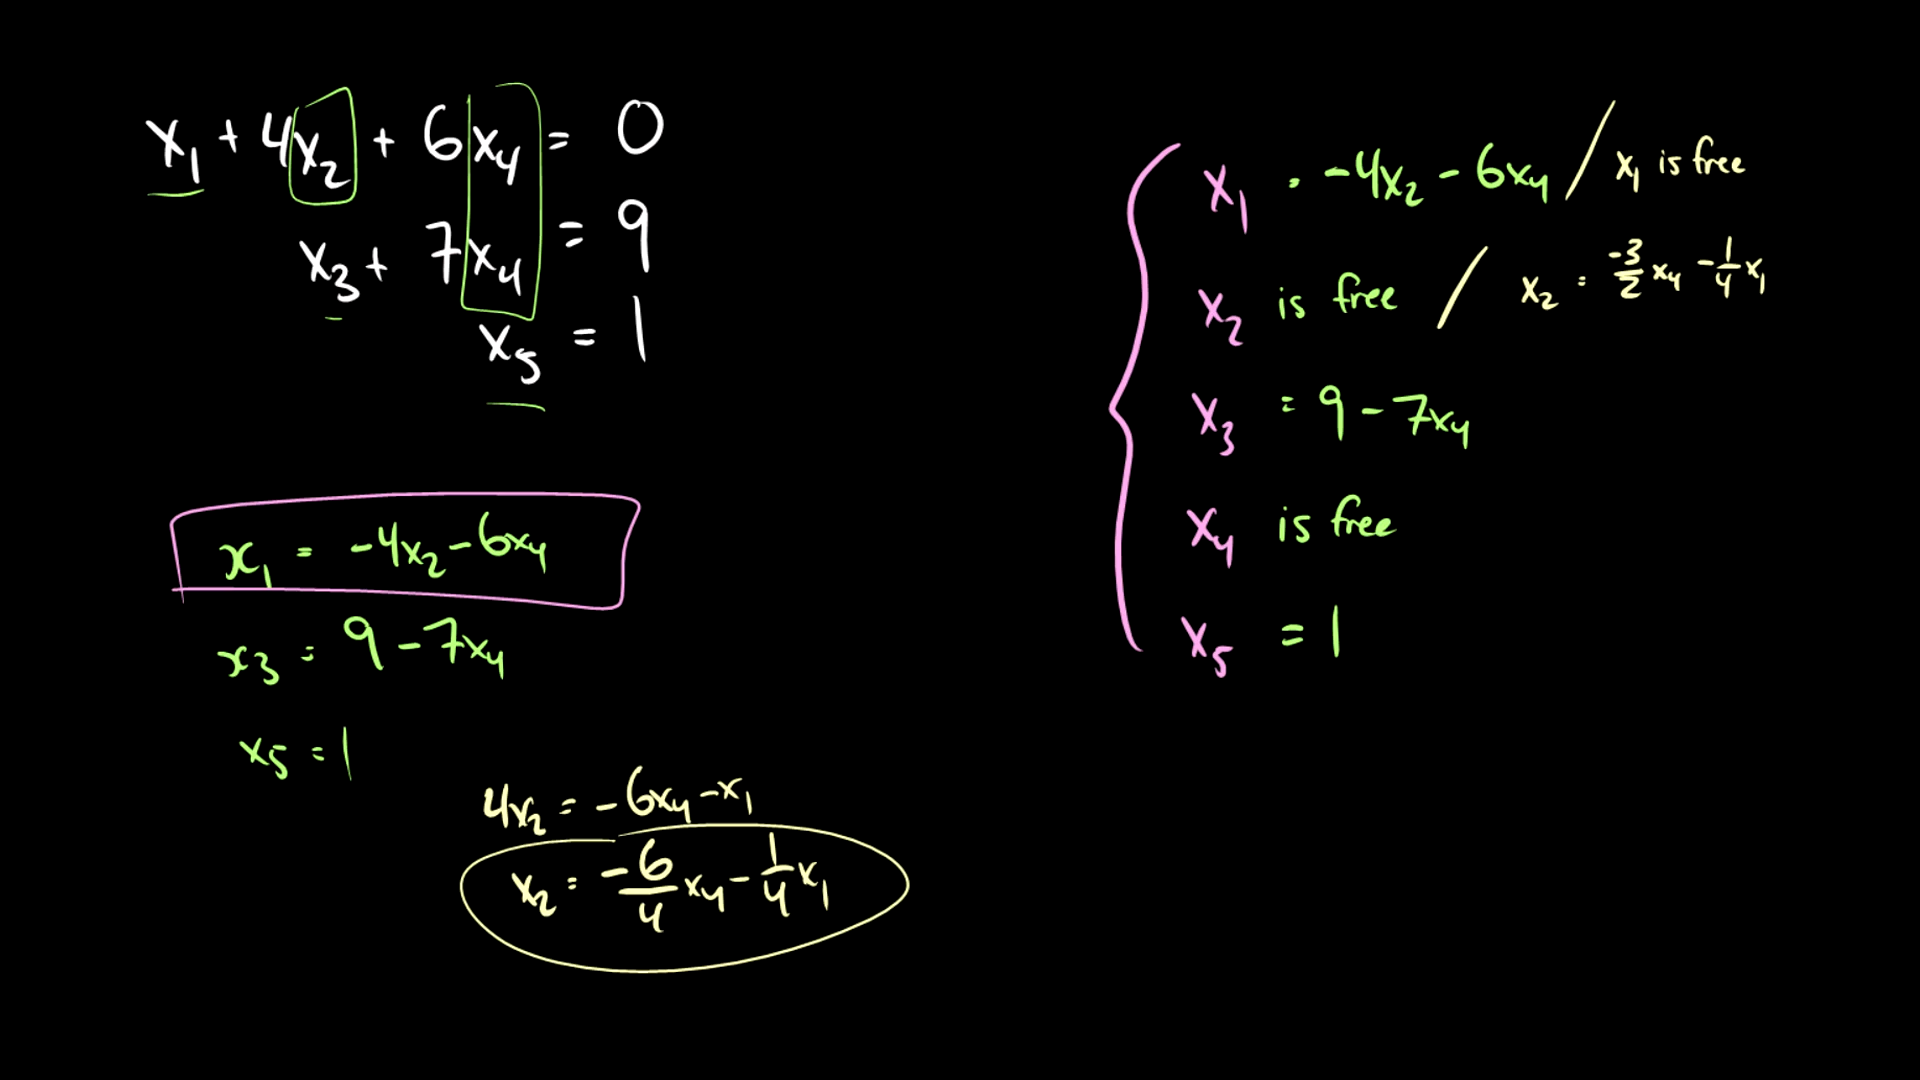 x₁ + 4x₂ + 6x₄ = 0
x₃ + 7x₄ = 9
x₅ = 1
x₁ = -4x₂ - 6x₄
x₃ = 9 - 7x₄
x₅ = 1
4x₂ = -6x₄ - x₁
x₂ = -6/4 x₄ - 1/4 x₁
x₁ = -4x₂ - 6x₄ / x₁ is free
x₂ is free / x₂ = -3/2 x₄ - 1/4 x₁
x₃ = 9 - 7x₄
x₄ is free
x₅ = 1